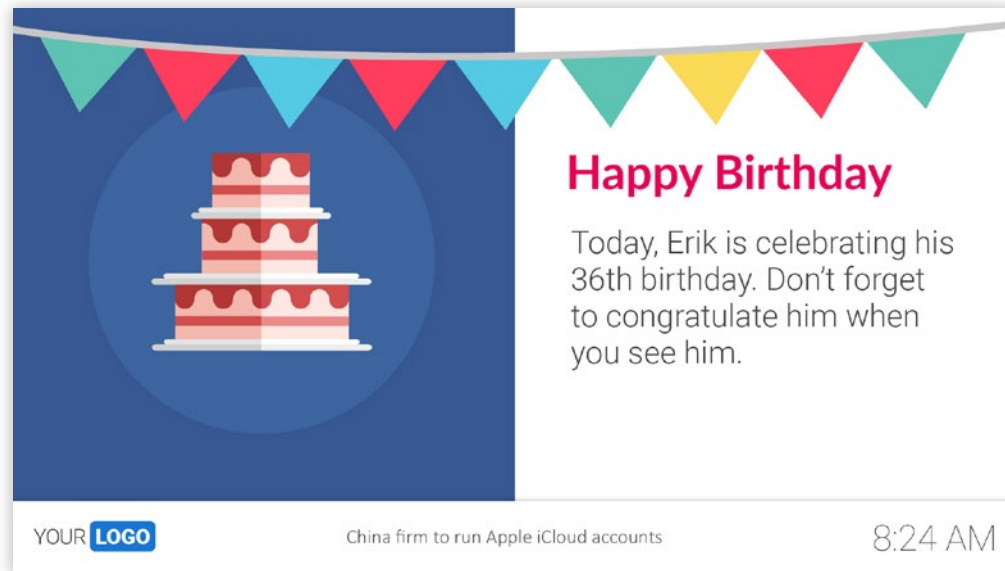 Happy Birthday
Today, Erik is celebrating his
36th birthday. Don't forget
to congratulate him when
you see him.
YOUR LOGO
China firm to run Apple iCloud accounts
8:24 AM